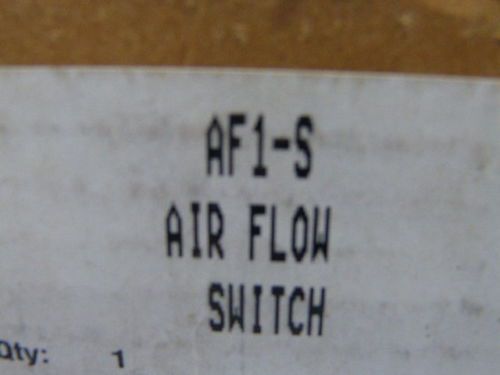 AF1-S
AIR FLOW
SWITCH
Qty: 1